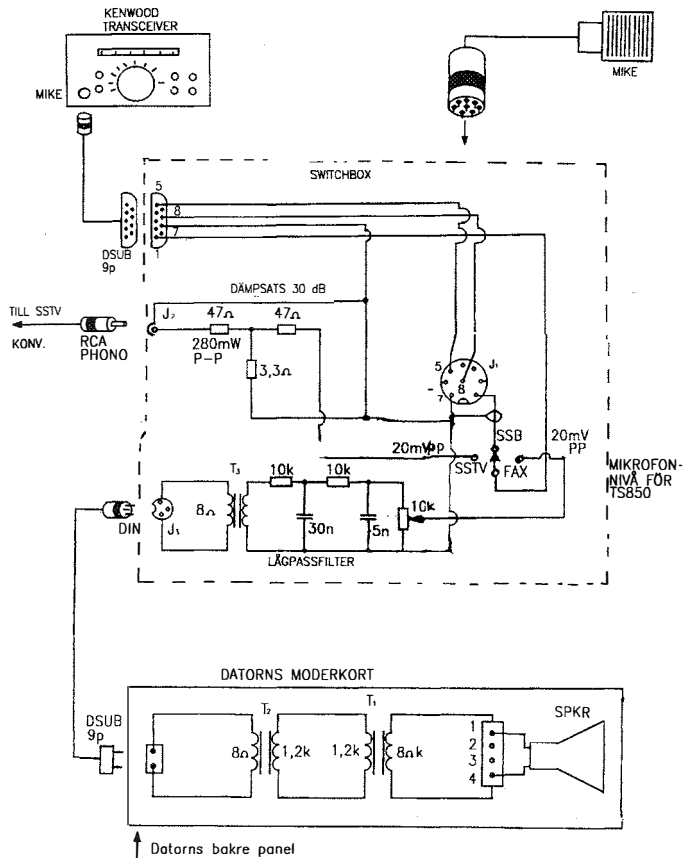 KENWOOD
TRANSCEIVER
MIKE
MIKE
SWITCHBOX
5
8
7
1
DSUB
9p
DÄMPSATS 30 dB
TILL SSTV
KONV.
RCA
PHONO
J₂
47Ω
47Ω
280mW
P-P
3,3Ω
5
J₁
8
7
SSB
20mVpp
SSTV
FAX
20mV
PP
MIKROFON-
NIVÅ FÖR
TS850
DIN
J₃
8Ω
T₃
10k
10k
30n
5n
10k
LÅGPASSFILTER
DATORNS MODERKORT
DSUB
9p
T₂
T₁
8Ω
1,2k
1,2k
8Ω k
1
2
3
4
SPKR
Datorns bakre panel